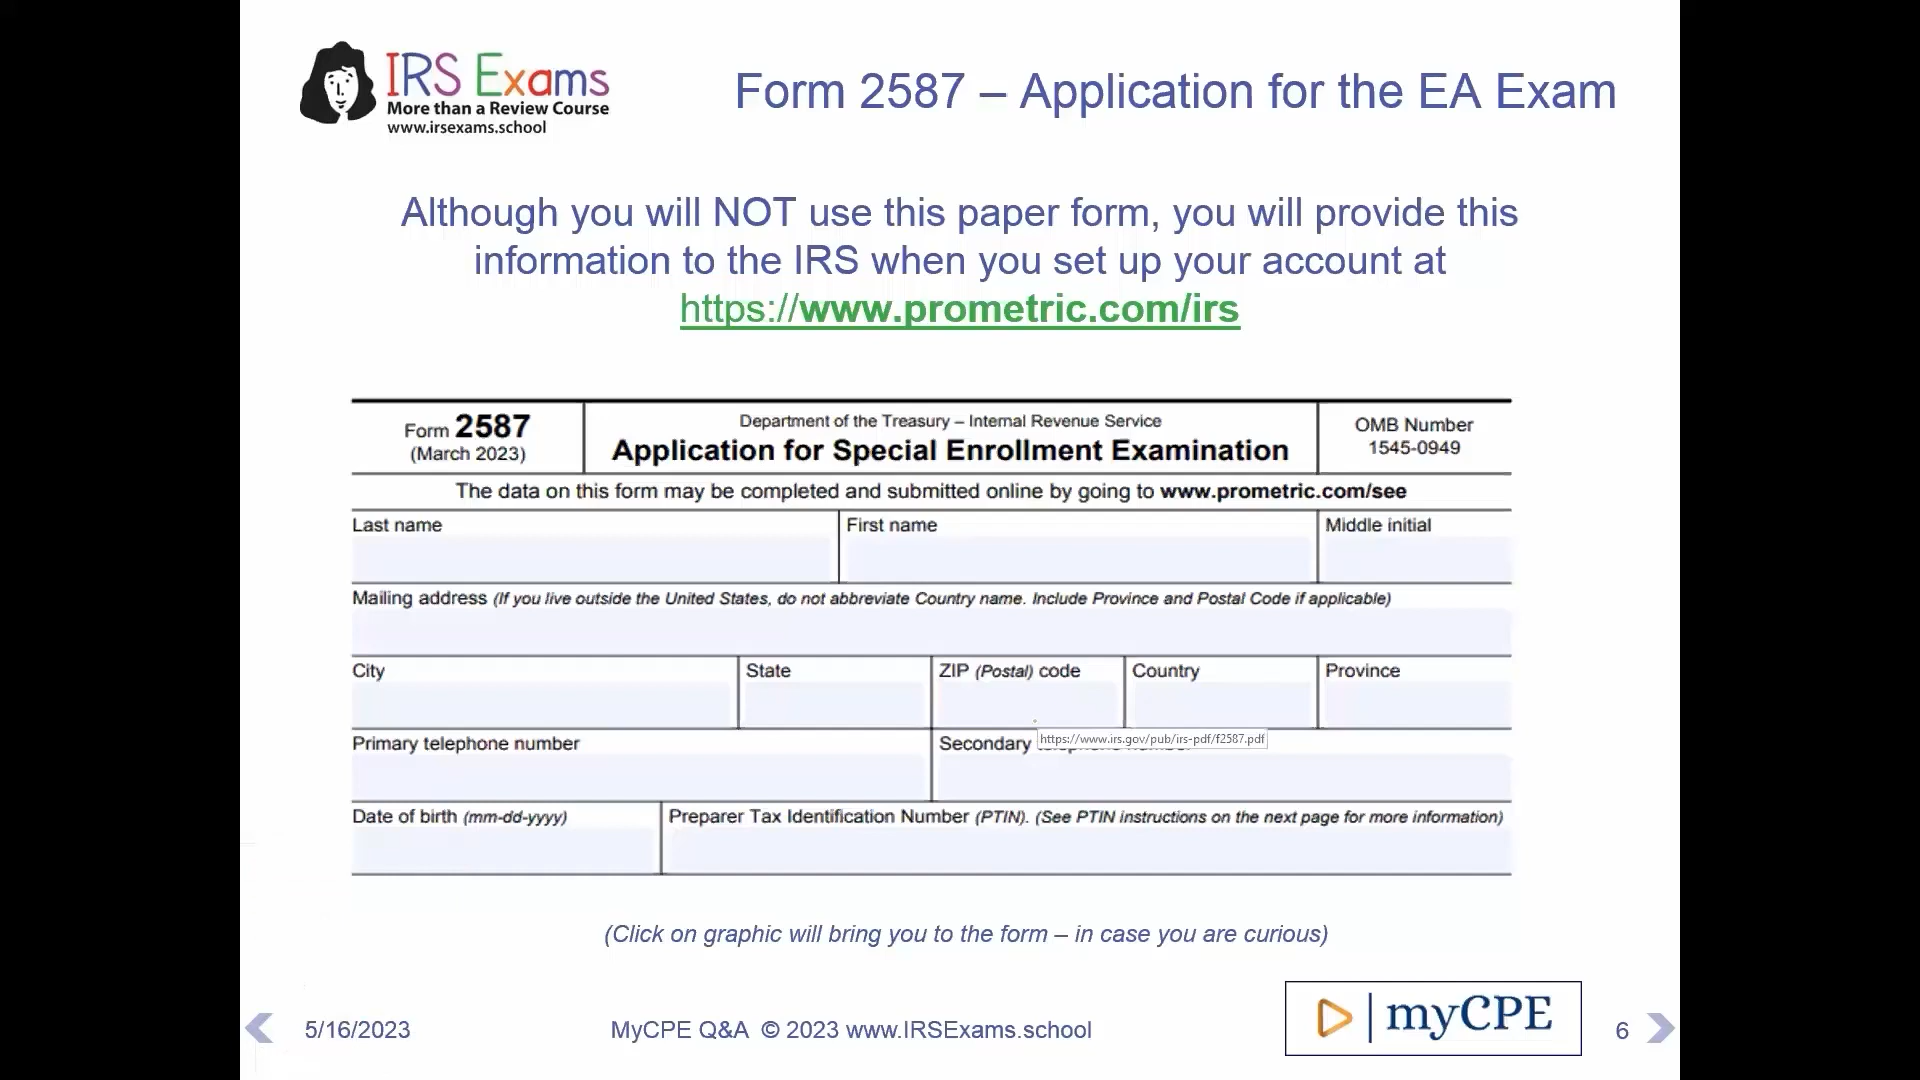 IRS Exams
More than a Review Course
www.irsexams.school
Form 2587 – Application for the EA Exam
Although you will NOT use this paper form, you will provide this
information to the IRS when you set up your account at
https://www.prometric.com/irs
Form 2587
(March 2023)
Department of the Treasury – Internal Revenue Service
Application for Special Enrollment Examination
OMB Number
1545-0949
The data on this form may be completed and submitted online by going to www.prometric.com/see
Last name
First name
Middle initial
Mailing address (If you live outside the United States, do not abbreviate Country name. Include Province and Postal Code if applicable)
City
State
ZIP (Postal) code
Country
Province
Primary telephone number
Secondary
https://www.irs.gov/pub/irs-pdf/f2587.pdf
Date of birth (mm-dd-yyyy)
Preparer Tax Identification Number (PTIN). (See PTIN instructions on the next page for more information)
(Click on graphic will bring you to the form – in case you are curious)
5/16/2023
MyCPE Q&A © 2023 www.IRSExams.school
myCPE
6